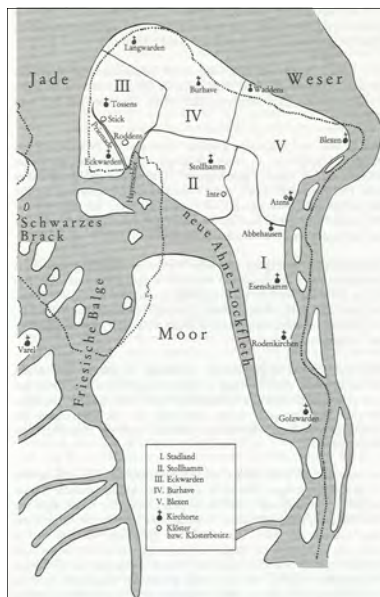 Langwarden
Jade
Weser
III
Burhave
Waddens
Tossens
IV
Stick
Roddens
V
Blexen
Eckwarden
Stollhamm
II
Inte
Atens
Abbehausen
Schwarzes
Brack
neue Ahne-Lockfleth
I
Esenshamm
Friesische Balge
Moor
Varel
Rodenkirchen
Golzwarden
I. Stadland
II. Stollhamm
III. Eckwarden
IV. Burhave
V. Blexen
Kirchorte
Klöster
bzw. Klosterbesitz